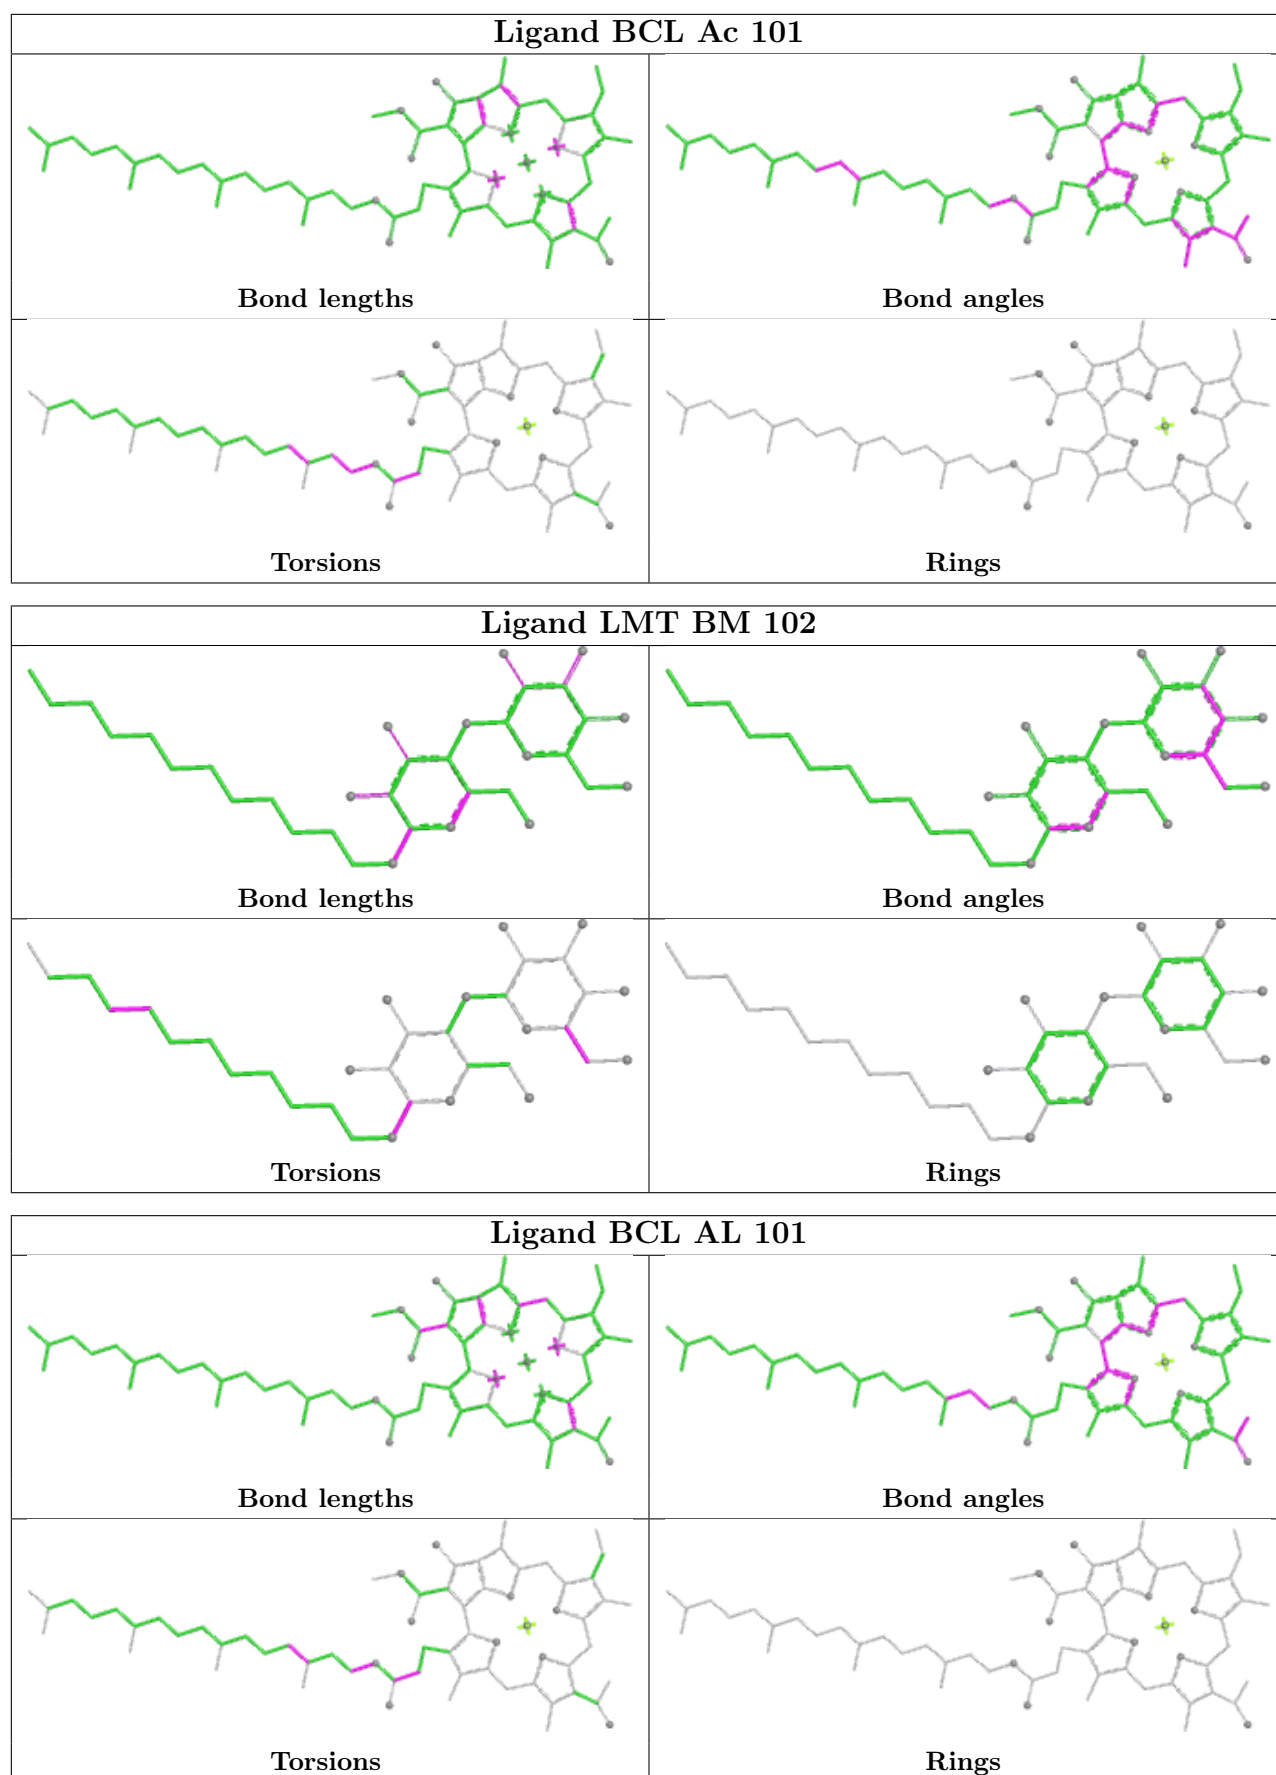 Ligand BCL Ac 101
Bond lengths
Bond angles
Torsions
Rings
Ligand LMT BM 102
Bond lengths
Bond angles
Torsions
Rings
Ligand BCL AL 101
Bond lengths
Bond angles
Torsions
Rings